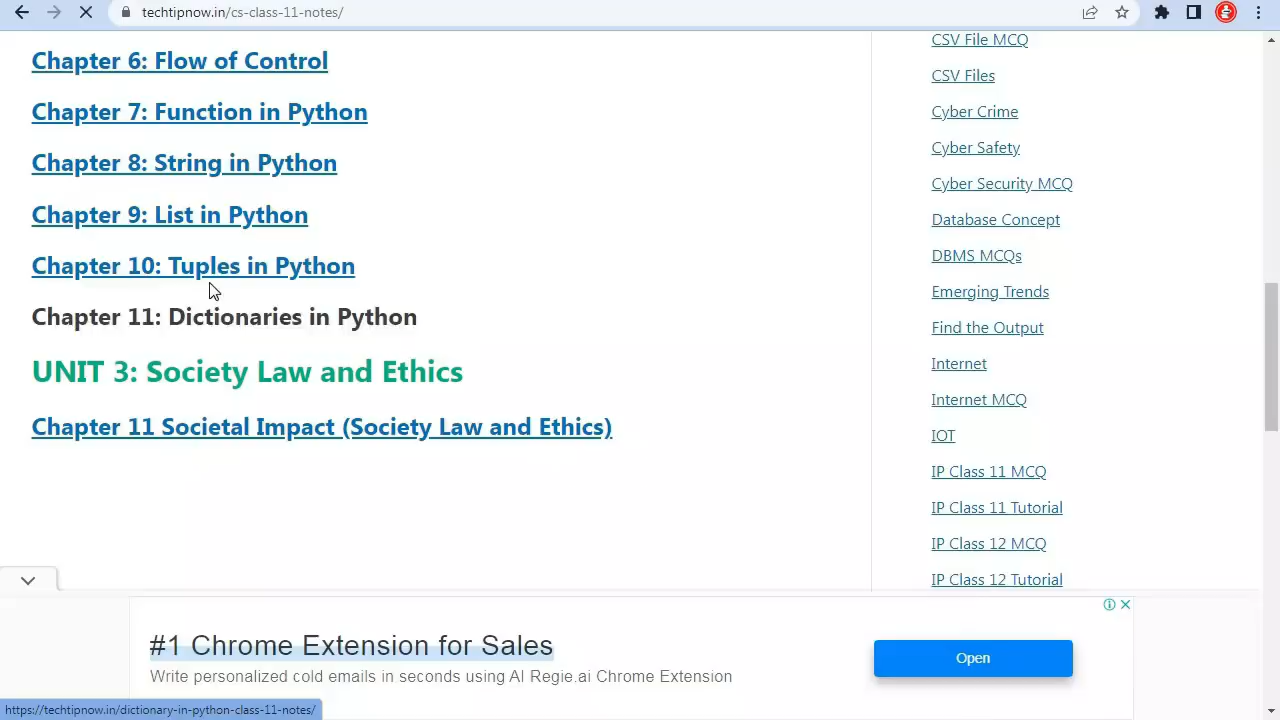 techtipnow.in/cs-class-11-notes/
Chapter 6: Flow of Control
Chapter 7: Function in Python
Chapter 8: String in Python
Chapter 9: List in Python
Chapter 10: Tuples in Python
Chapter 11: Dictionaries in Python
UNIT 3: Society Law and Ethics
Chapter 11 Societal Impact (Society Law and Ethics)
CSV File MCQ
CSV Files
Cyber Crime
Cyber Safety
Cyber Security MCQ
Database Concept
DBMS MCQs
Emerging Trends
Find the Output
Internet
Internet MCQ
IOT
IP Class 11 MCQ
IP Class 11 Tutorial
IP Class 12 MCQ
IP Class 12 Tutorial
#1 Chrome Extension for Sales
Write personalized cold emails in seconds using AI Regie.ai Chrome Extension
Open
https://techtipnow.in/dictionary-in-python-class-11-notes/